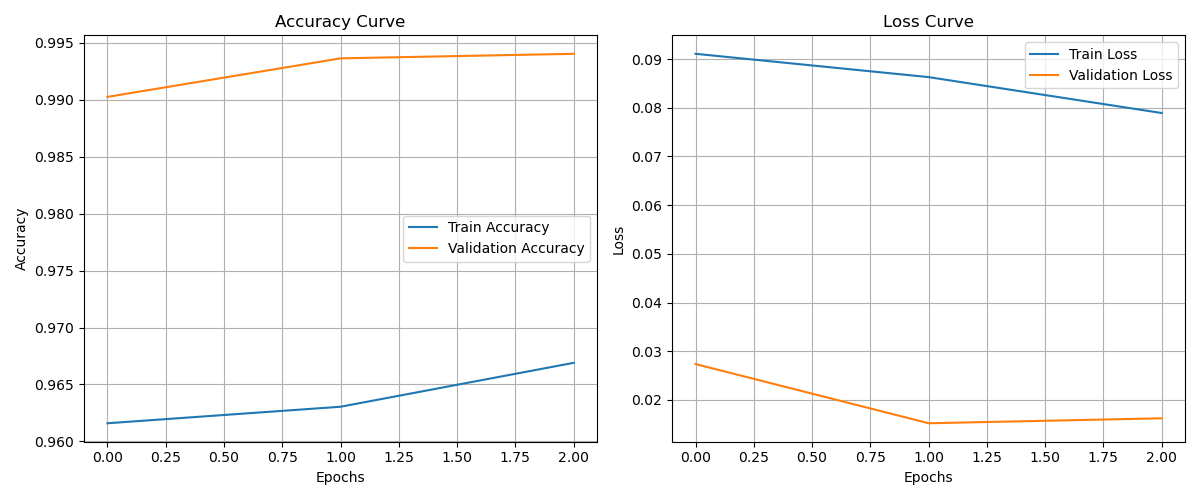 Accuracy Curve
0.995
0.990
0.985
0.980
0.975
0.970
0.965
0.960
Accuracy
Train Accuracy
Validation Accuracy
0.00 0.25 0.50 0.75 1.00 1.25 1.50 1.75 2.00
Epochs
Loss Curve
0.09
0.08
0.07
0.06
0.05
0.04
0.03
0.02
Loss
Train Loss
Validation Loss
0.00 0.25 0.50 0.75 1.00 1.25 1.50 1.75 2.00
Epochs